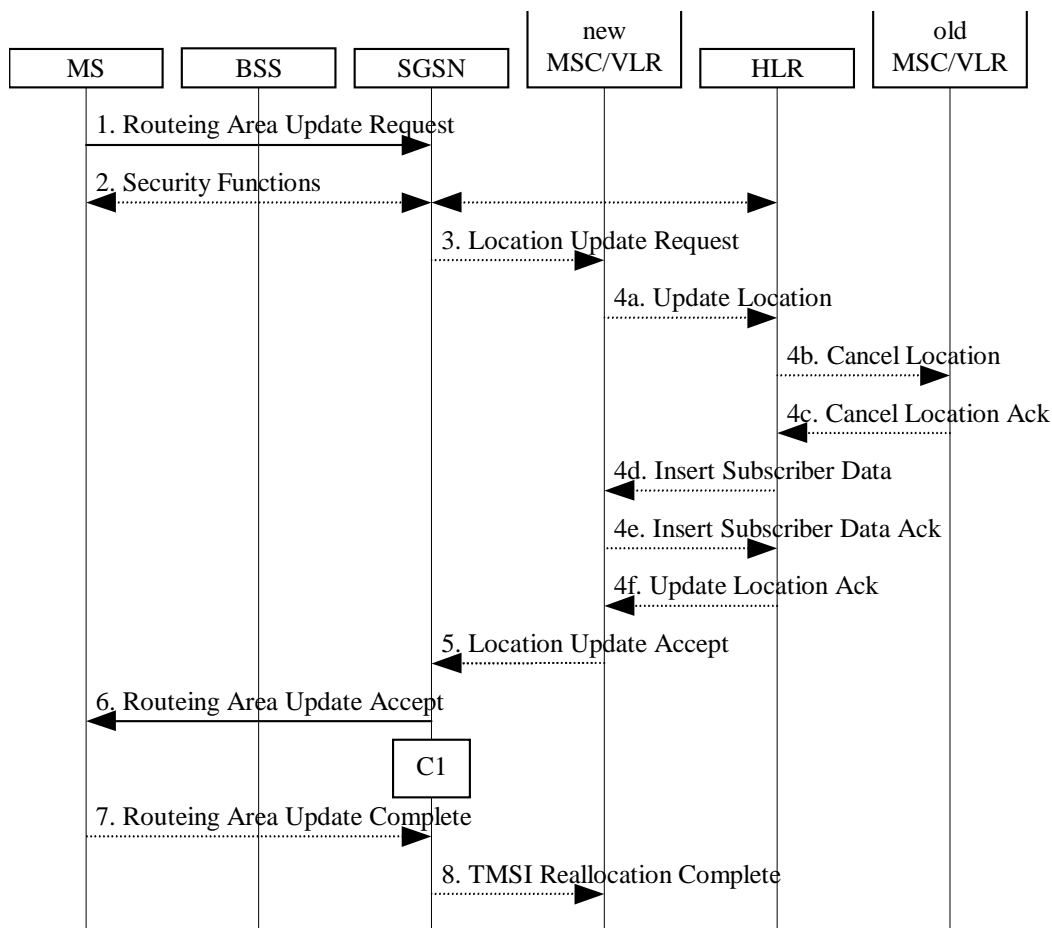 new
old
MS
BSS
SGSN
MSC/VLR
HLR
MSC/VLR
1. Routeing Area Update Request
2. Security Functions
3. Location Update Request
4a. Update Location
4b. Cancel Location
4c. Cancel Location Ack
4d. Insert Subscriber Data
4e. Insert Subscriber Data Ack
4f. Update Location Ack
5. Location Update Accept
6. Routeing Area Update Accept
C1
7. Routeing Area Update Complete
8. TMSI Reallocation Complete